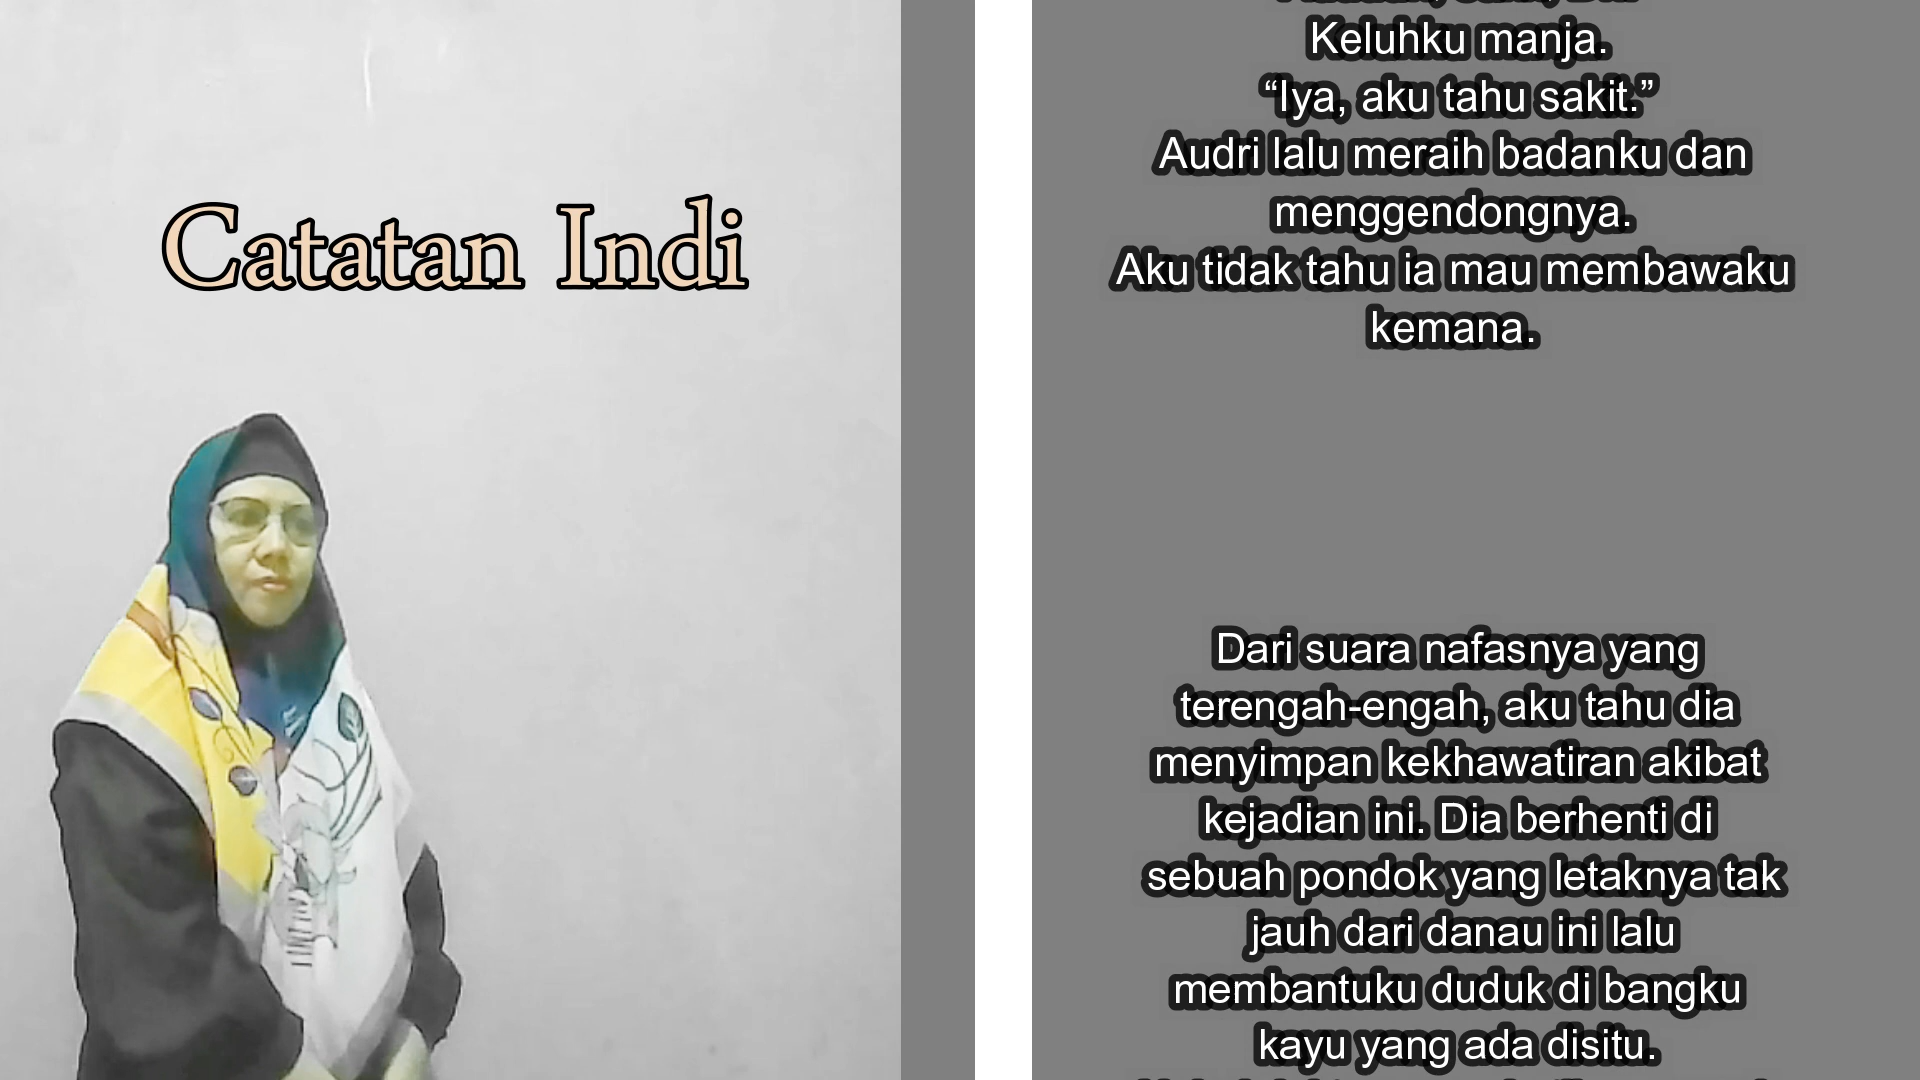 Catatan Indi
Keluhku manja.
“Iya, aku tahu sakit.”
Audri lalu meraih badanku dan
menggendongnya.
Aku tidak tahu ia mau membawaku
kemana.
Dari suara nafasnya yang
terengah-engah, aku tahu dia
menyimpan kekhawatiran akibat
kejadian ini. Dia berhenti di
sebuah pondok yang letaknya tak
jauh dari danau ini lalu
membantuku duduk di bangku
kayu yang ada disitu.